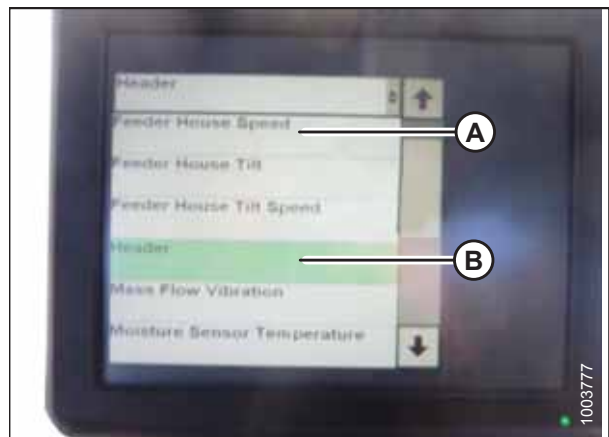 Header
Feeder House Speed
A
Feeder House Tilt
Feeder House Tilt Speed
Header
B
Mass Flow Vibration
Moisture Sensor Temperature
1003777